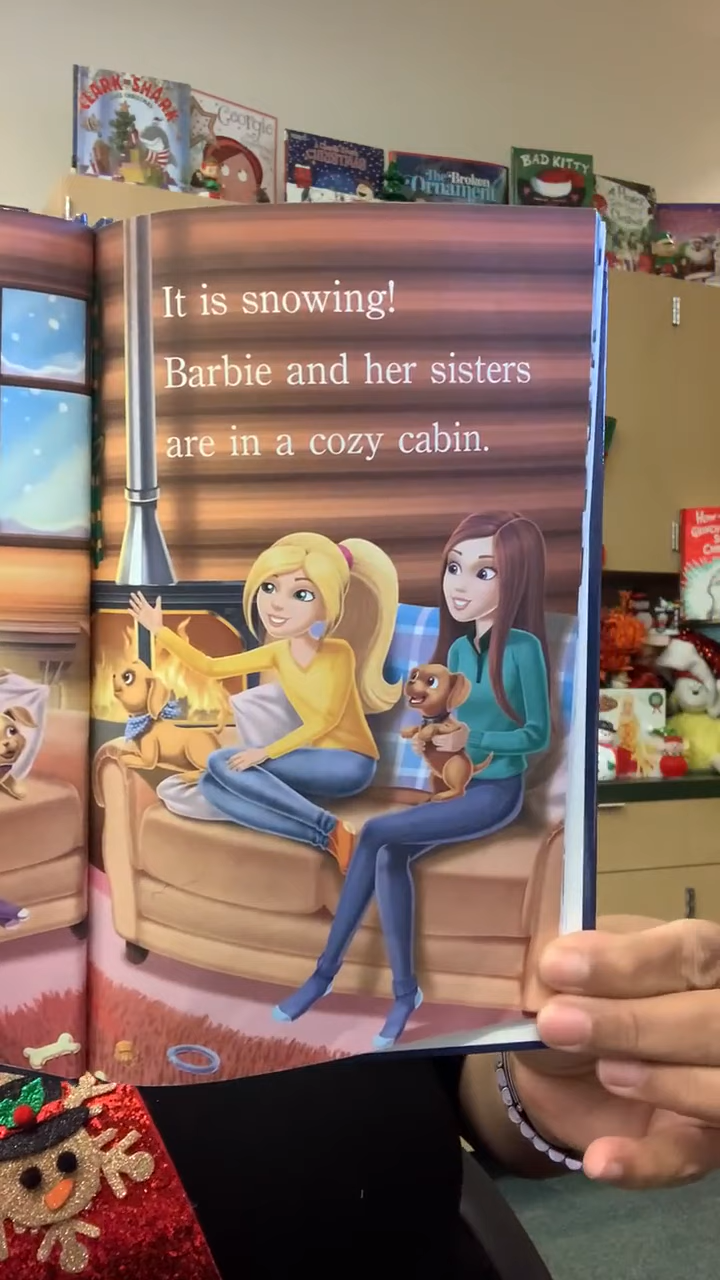 CLARK THE SHARK
Georgie
CHRISTMAS
The Broken
Ornament
BAD KITTY
It is snowing!
Barbie and her sisters
are in a cozy cabin.